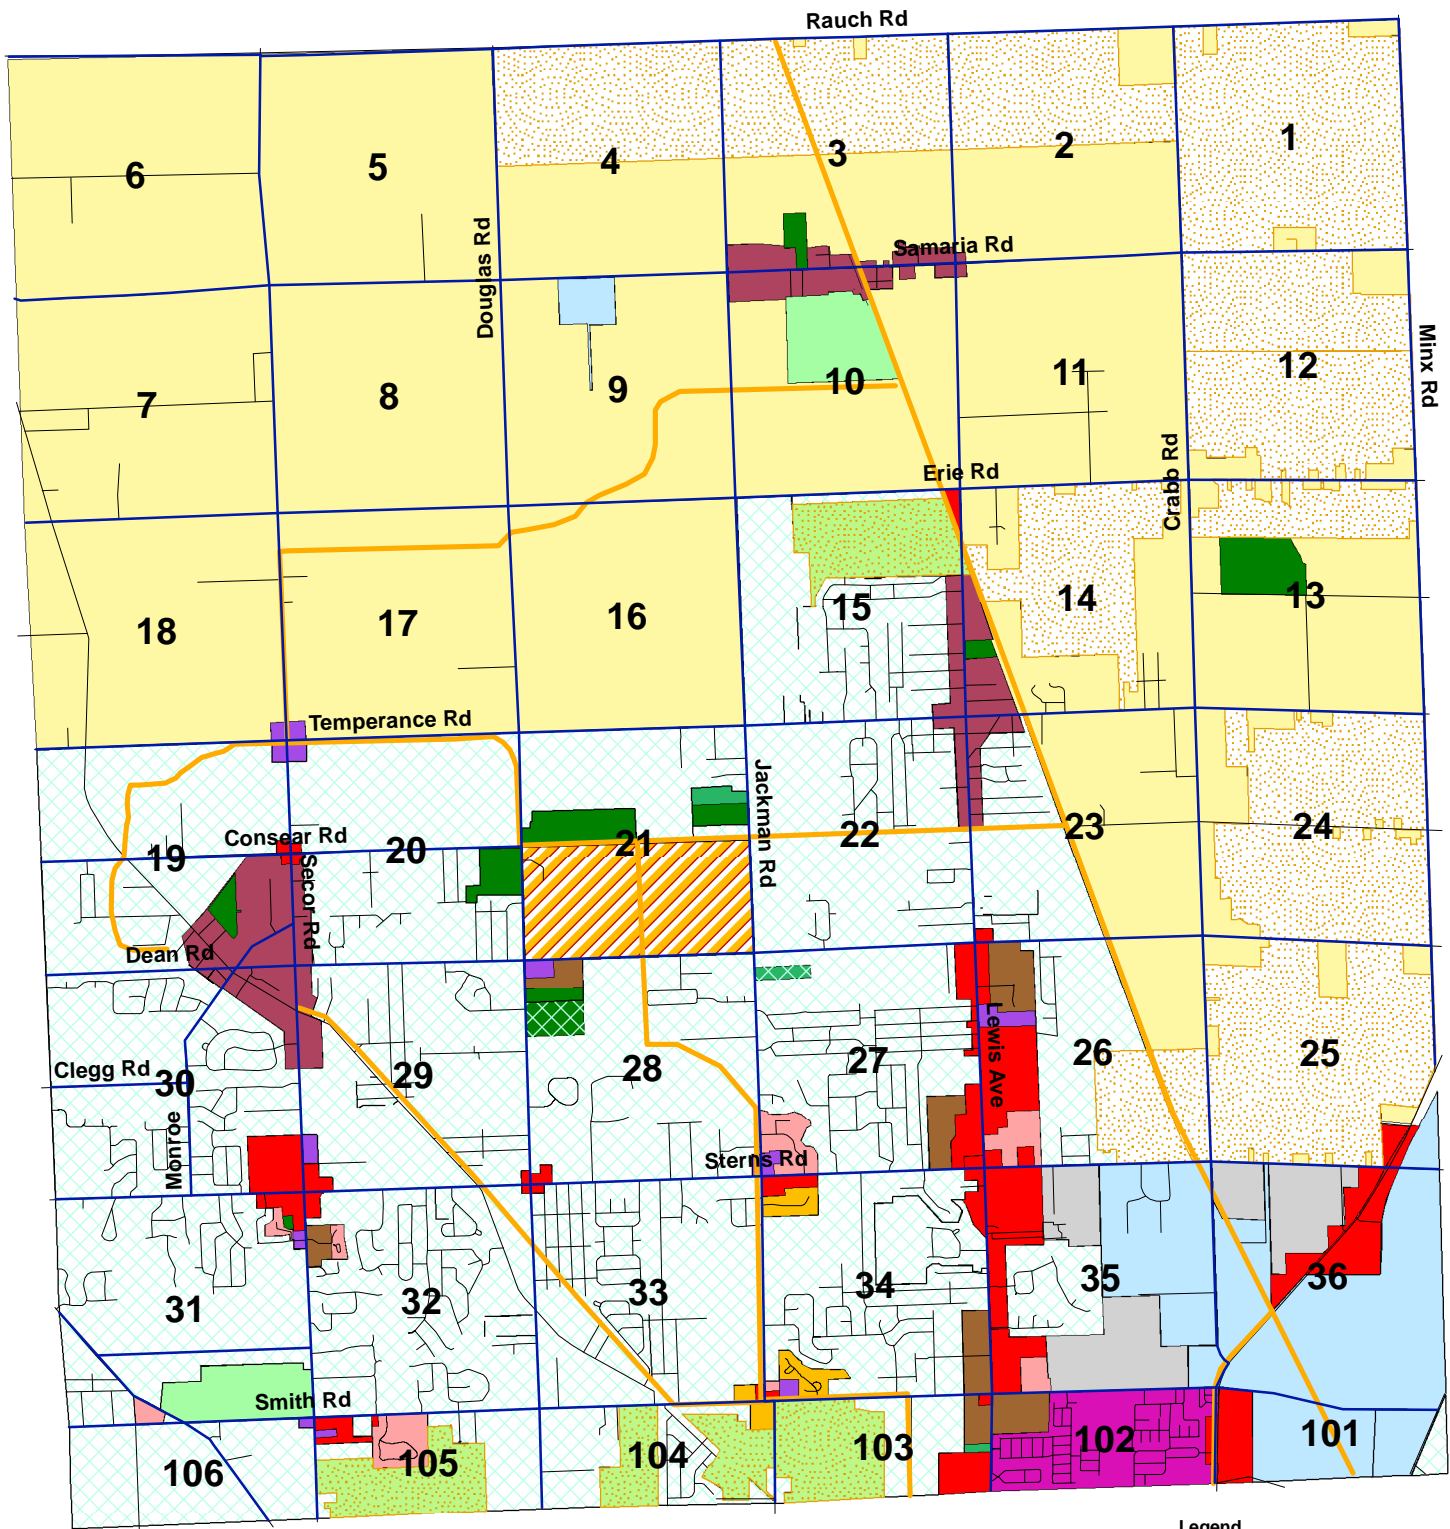 Rauch Rd
6
5
4
3
2
1
Samaria Rd
Douglas Rd
7
8
9
10
11
12
Minx Rd
Erie Rd
Crabb Rd
18
17
16
15
14
13
Temperance Rd
Jackman Rd
Consear Rd
19
20
21
22
23
24
Secor Rd
Dean Rd
Lewis Ave
Clegg Rd
30
29
28
27
26
25
Monroe
Sterns Rd
31
32
33
34
35
36
Smith Rd
106
105
104
103
102
101
Legend